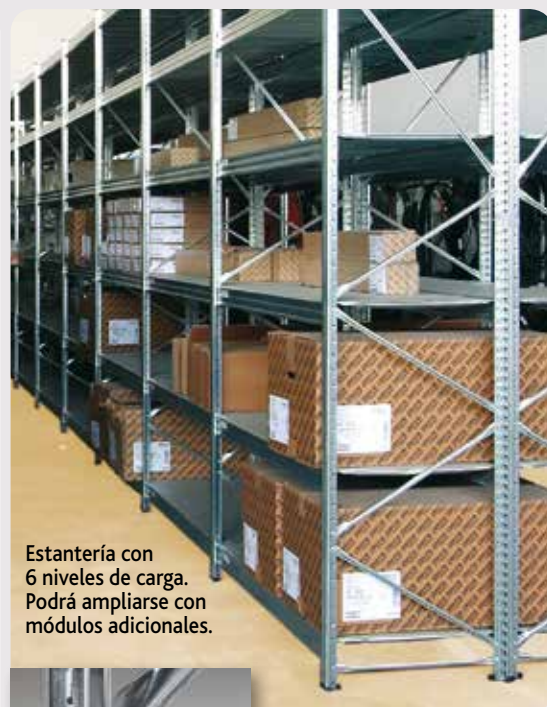 Estantería con
6 niveles de carga.
Podrá ampliarse con
módulos adicionales.